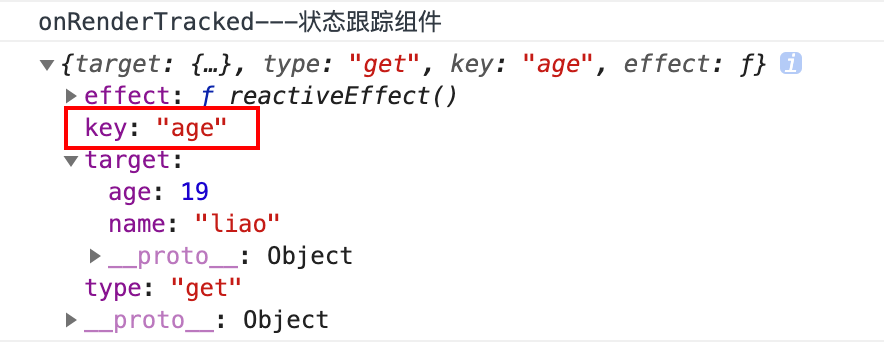 onRenderTracked---状态跟踪组件
{target: {…}, type: "get", key: "age", effect: ƒ} i
effect: ƒ reactiveEffect()
key: "age"
target:
age: 19
name: "liao"
__proto__: Object
type: "get"
__proto__: Object